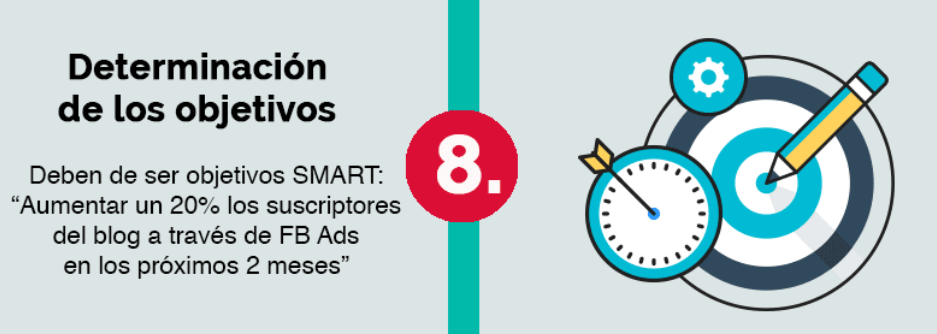 Determinación
de los objetivos
Deben de ser objetivos SMART:
“Aumentar un 20% los suscriptores
del blog a través de FB Ads
en los próximos 2 meses”
8.